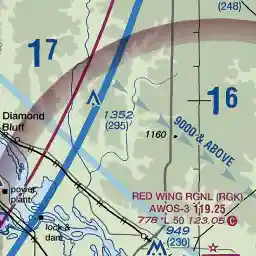 (248)
1⁷
1⁶
1352
(295)
9000 & ABOVE
Diamond
Bluff
1160
power
plant
RED WING RGNL (RGK)
AWOS-3 119.25
778 *L 50 123.05 C
lock &
dam
949
(230)